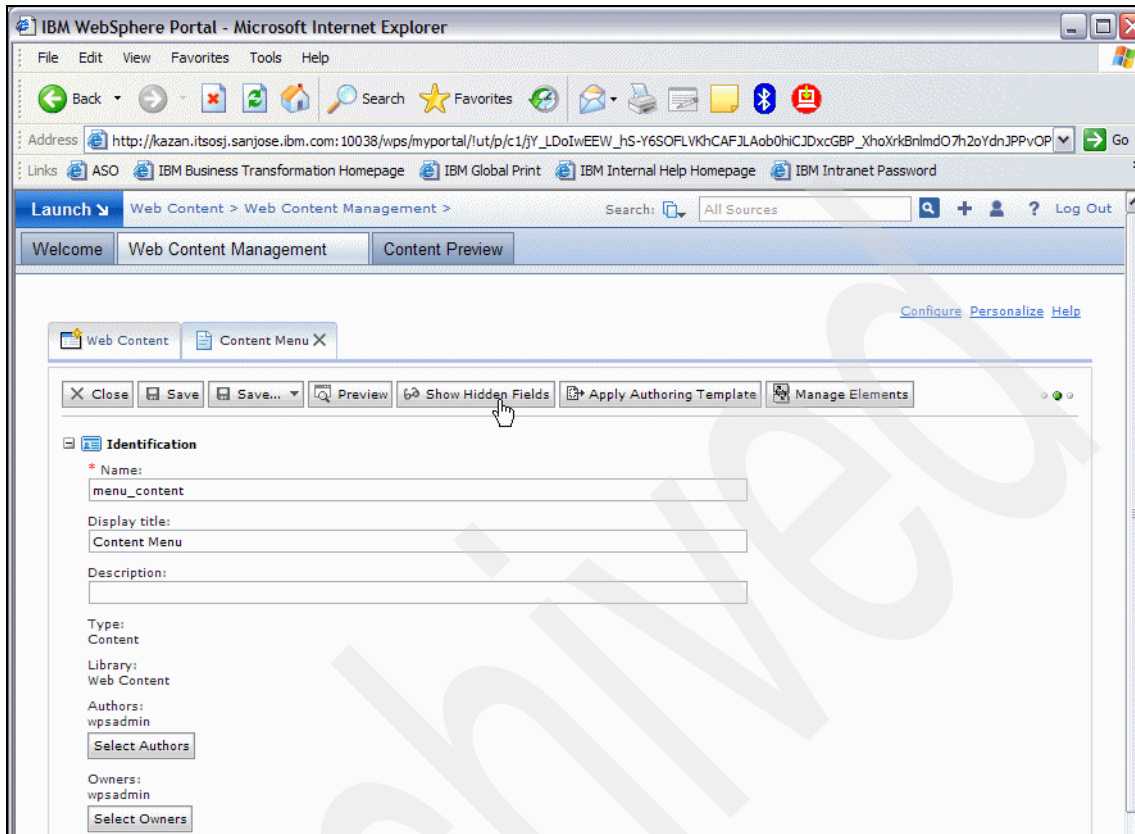 IBM WebSphere Portal - Microsoft Internet Explorer
File Edit View Favorites Tools Help
Back Search Favorites
Address http://kazan.itsosj.sanjose.ibm.com:10038/wps/myportal/!ut/p/c1/jY_LDoIwEEW_hS-Y6SOFLVKhCAFJLAob0hiCJDxcGBP_XhoXrkBnlmdO7h2oYdnJPPvOP Go
Links ASO IBM Business Transformation Homepage IBM Global Print IBM Internal Help Homepage IBM Intranet Password
Launch Web Content > Web Content Management > Search: All Sources ? Log Out
Welcome Web Content Management Content Preview
Configure Personalize Help
Web Content Content Menu X
X Close Save Save... Preview Show Hidden Fields Apply Authoring Template Manage Elements
Identification
* Name:
menu_content
Display title:
Content Menu
Description:
Type:
Content
Library:
Web Content
Authors:
wpsadmin
Select Authors
Owners:
wpsadmin
Select Owners